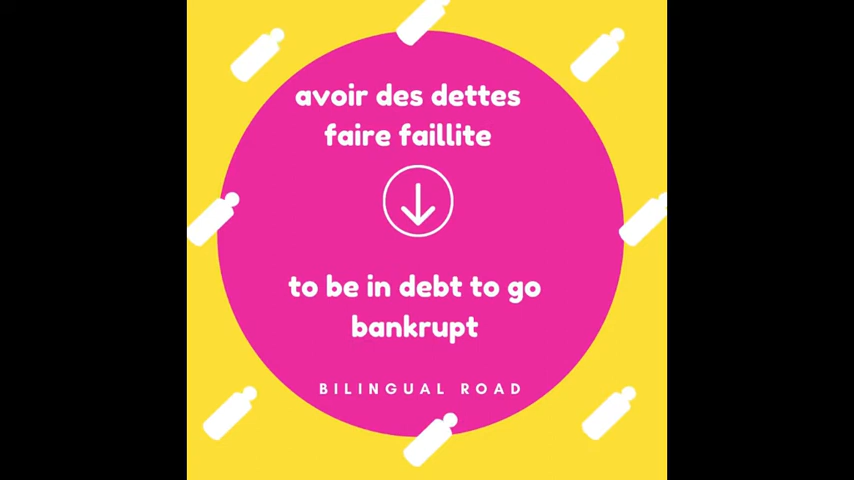 avoir des dettes
faire faillite
to be in debt to go
bankrupt
BILINGUAL ROAD